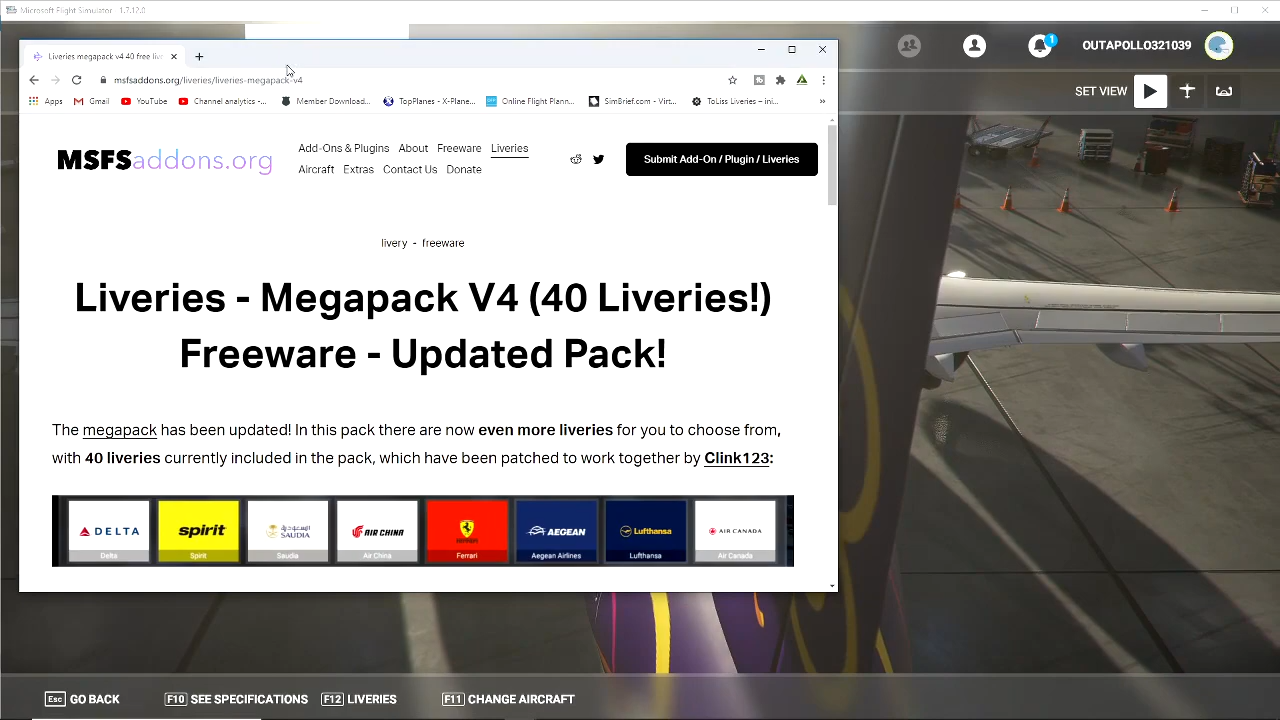 Microsoft Flight Simulator - 1.7.12.0
Liveries megapack v4 40 free live
msfsaddons.org/liveries/liveries-megapack-v4
Apps
Gmail
YouTube
Channel analytics -...
Member Download...
TopPlanes - X-Plane...
Online Flight Plann...
SimBrief.com - Virt...
ToLiss Liveries – ini...
»
1
OUTAPOLLO321039
SET VIEW
MSFSaddons.org
Add-Ons & Plugins About Freeware Liveries
Aircraft Extras Contact Us Donate
Submit Add-On / Plugin / Liveries
livery - freeware
Liveries - Megapack V4 (40 Liveries!)
Freeware - Updated Pack!
The megapack has been updated! In this pack there are now even more liveries for you to choose from,
with 40 liveries currently included in the pack, which have been patched to work together by Clink123:
DELTA
Delta
spirit
Spirit
السعودية
SAUDIA
Saudia
AIR CHINA
Air China
Ferrari
AEGEAN
Aegean Airlines
Lufthansa
Lufthansa
AIR CANADA
Air Canada
Esc GO BACK
F10 SEE SPECIFICATIONS
F12 LIVERIES
F11 CHANGE AIRCRAFT